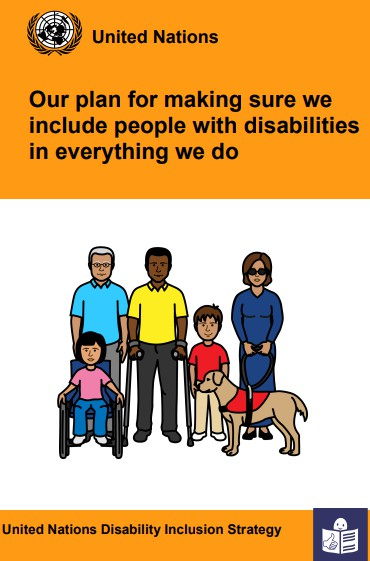 United Nations
Our plan for making sure we
include people with disabilities
in everything we do
United Nations Disability Inclusion Strategy